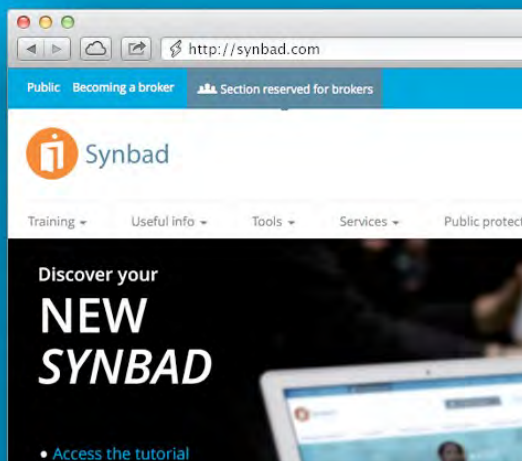 http://synbad.com
Public Becoming a broker Section reserved for brokers
Synbad
Training Useful info Tools Services Public protect
Discover your
NEW
SYNBAD
• Access the tutorial